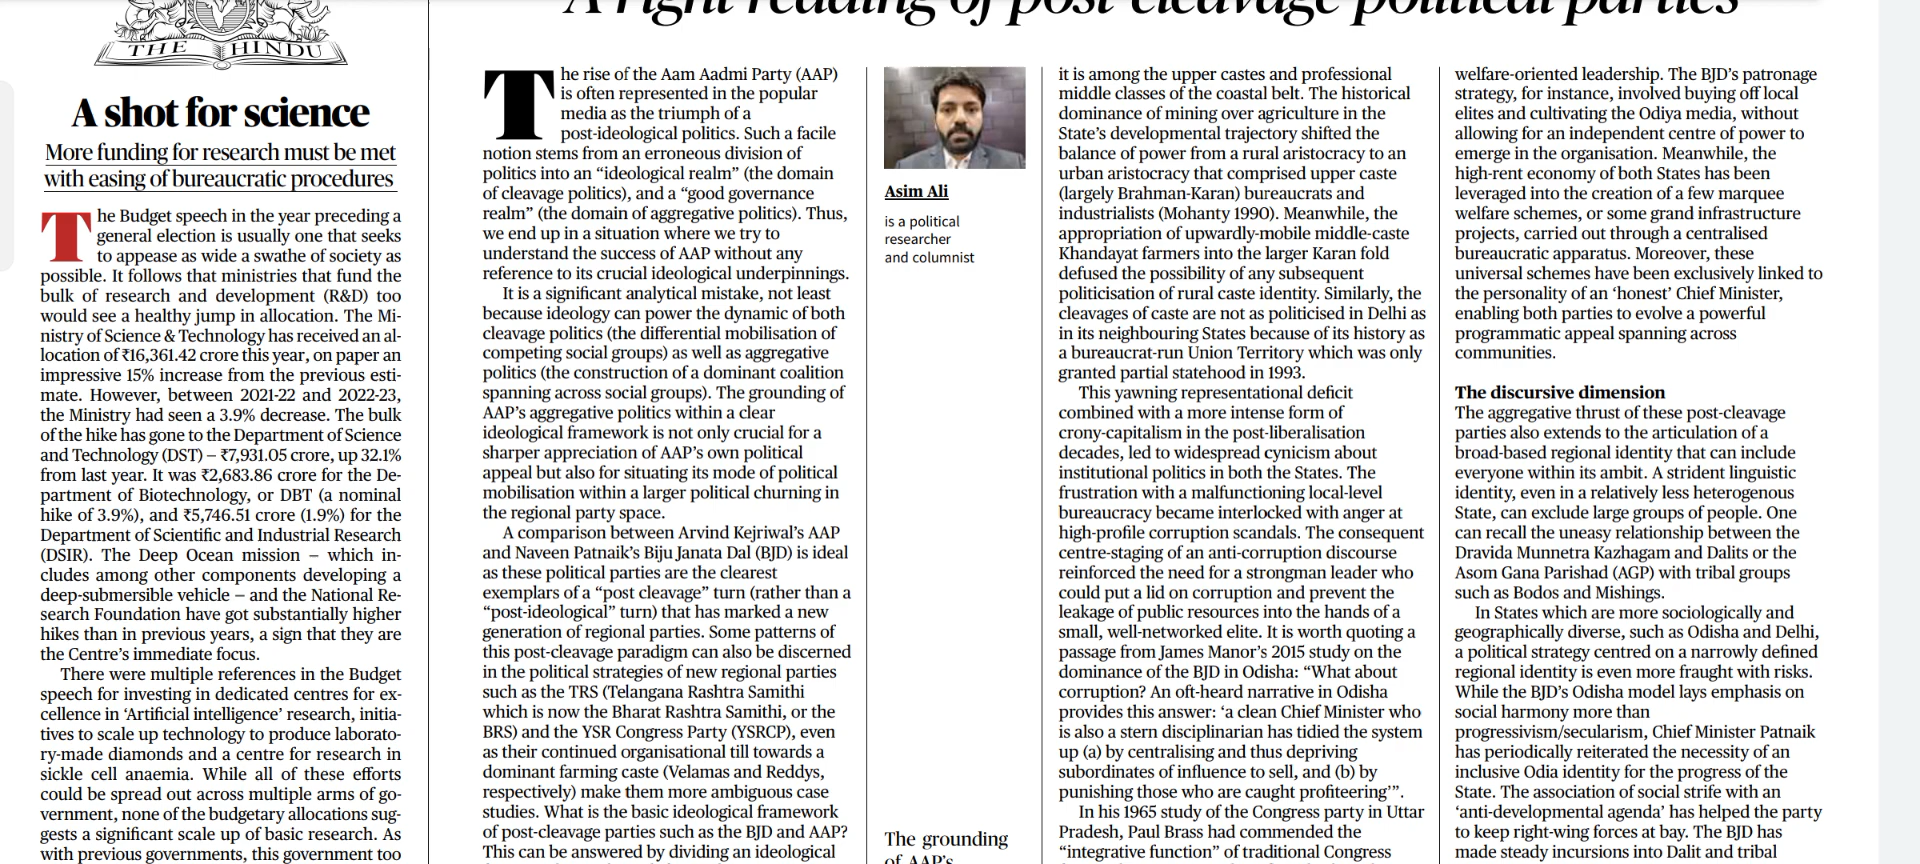 A right reading of post cleavage political parties
THE HINDU
A shot for science
More funding for research must be met
with easing of bureaucratic procedures
The Budget speech in the year preceding a
general election is usually one that seeks
to appease as wide a swathe of society as
possible. It follows that ministries that fund the
bulk of research and development (R&D) too
would see a healthy jump in allocation. The Mi-
nistry of Science & Technology has received an al-
location of ₹16,361.42 crore this year, on paper an
impressive 15% increase from the previous esti-
mate. However, between 2021-22 and 2022-23,
the Ministry had seen a 3.9% decrease. The bulk
of the hike has gone to the Department of Science
and Technology (DST) – ₹7,931.05 crore, up 32.1%
from last year. It was ₹2,683.86 crore for the De-
partment of Biotechnology, or DBT (a nominal
hike of 3.9%), and ₹5,746.51 crore (1.9%) for the
Department of Scientific and Industrial Research
(DSIR). The Deep Ocean mission – which in-
cludes among other components developing a
deep-submersible vehicle – and the National Re-
search Foundation have got substantially higher
hikes than in previous years, a sign that they are
the Centre's immediate focus.
There were multiple references in the Budget
speech for investing in dedicated centres for ex-
cellence in 'Artificial intelligence' research, initia-
tives to scale up technology to produce laborato-
ry-made diamonds and a centre for research in
sickle cell anaemia. While all of these efforts
could be spread out across multiple arms of go-
vernment, none of the budgetary allocations sug-
gests a significant scale up of basic research. As
with previous governments, this government too
The rise of the Aam Aadmi Party (AAP)
is often represented in the popular
media as the triumph of a
post-ideological politics. Such a facile
notion stems from an erroneous division of
politics into an “ideological realm” (the domain
of cleavage politics), and a “good governance
realm” (the domain of aggregative politics). Thus,
we end up in a situation where we try to
understand the success of AAP without any
reference to its crucial ideological underpinnings.
It is a significant analytical mistake, not least
because ideology can power the dynamic of both
cleavage politics (the differential mobilisation of
competing social groups) as well as aggregative
politics (the construction of a dominant coalition
spanning across social groups). The grounding of
AAP's aggregative politics within a clear
ideological framework is not only crucial for a
sharper appreciation of AAP's own political
appeal but also for situating its mode of political
mobilisation within a larger political churning in
the regional party space.
A comparison between Arvind Kejriwal's AAP
and Naveen Patnaik's Biju Janata Dal (BJD) is ideal
as these political parties are the clearest
exemplars of a “post cleavage” turn (rather than a
“post-ideological” turn) that has marked a new
generation of regional parties. Some patterns of
this post-cleavage paradigm can also be discerned
in the political strategies of new regional parties
such as the TRS (Telangana Rashtra Samithi
which is now the Bharat Rashtra Samithi, or the
BRS) and the YSR Congress Party (YSRCP), even
as their continued organisational till towards a
dominant farming caste (Velamas and Reddys,
respectively) make them more ambiguous case
studies. What is the basic ideological framework
of post-cleavage parties such as the BJD and AAP?
This can be answered by dividing an ideological
Asim Ali
is a political
researcher
and columnist
The grounding
of AAP's
it is among the upper castes and professional
middle classes of the coastal belt. The historical
dominance of mining over agriculture in the
State's developmental trajectory shifted the
balance of power from a rural aristocracy to an
urban aristocracy that comprised upper caste
(largely Brahman-Karan) bureaucrats and
industrialists (Mohanty 1990). Meanwhile, the
appropriation of upwardly-mobile middle-caste
Khandayat farmers into the larger Karan fold
defused the possibility of any subsequent
politicisation of rural caste identity. Similarly, the
cleavages of caste are not as politicised in Delhi as
in its neighbouring States because of its history as
a bureaucrat-run Union Territory which was only
granted partial statehood in 1993.
This yawning representational deficit
combined with a more intense form of
crony-capitalism in the post-liberalisation
decades, led to widespread cynicism about
institutional politics in both the States. The
frustration with a malfunctioning local-level
bureaucracy became interlocked with anger at
high-profile corruption scandals. The consequent
centre-staging of an anti-corruption discourse
reinforced the need for a strongman leader who
could put a lid on corruption and prevent the
leakage of public resources into the hands of a
small, well-networked elite. It is worth quoting a
passage from James Manor's 2015 study on the
dominance of the BJD in Odisha: “What about
corruption? An oft-heard narrative in Odisha
provides this answer: ‘a clean Chief Minister who
is also a stern disciplinarian has tidied the system
up (a) by centralising and thus depriving
subordinates of influence to sell, and (b) by
punishing those who are caught profiteering’”.
In his 1965 study of the Congress party in Uttar
Pradesh, Paul Brass had commended the
“integrative function” of traditional Congress
welfare-oriented leadership. The BJD's patronage
strategy, for instance, involved buying off local
elites and cultivating the Odiya media, without
allowing for an independent centre of power to
emerge in the organisation. Meanwhile, the
high-rent economy of both States has been
leveraged into the creation of a few marquee
welfare schemes, or some grand infrastructure
projects, carried out through a centralised
bureaucratic apparatus. Moreover, these
universal schemes have been exclusively linked to
the personality of an ‘honest’ Chief Minister,
enabling both parties to evolve a powerful
programmatic appeal spanning across
communities.
The discursive dimension
The aggregative thrust of these post-cleavage
parties also extends to the articulation of a
broad-based regional identity that can include
everyone within its ambit. A strident linguistic
identity, even in a relatively less heterogenous
State, can exclude large groups of people. One
can recall the uneasy relationship between the
Dravida Munnetra Kazhagam and Dalits or the
Asom Gana Parishad (AGP) with tribal groups
such as Bodos and Mishings.
In States which are more sociologically and
geographically diverse, such as Odisha and Delhi,
a political strategy centred on a narrowly defined
regional identity is even more fraught with risks.
While the BJD's Odisha model lays emphasis on
social harmony more than
progressivism/secularism, Chief Minister Patnaik
has periodically reiterated the necessity of an
inclusive Odia identity for the progress of the
State. The association of social strife with an
‘anti-developmental agenda’ has helped the party
to keep right-wing forces at bay. The BJD has
made steady incursions into Dalit and tribal